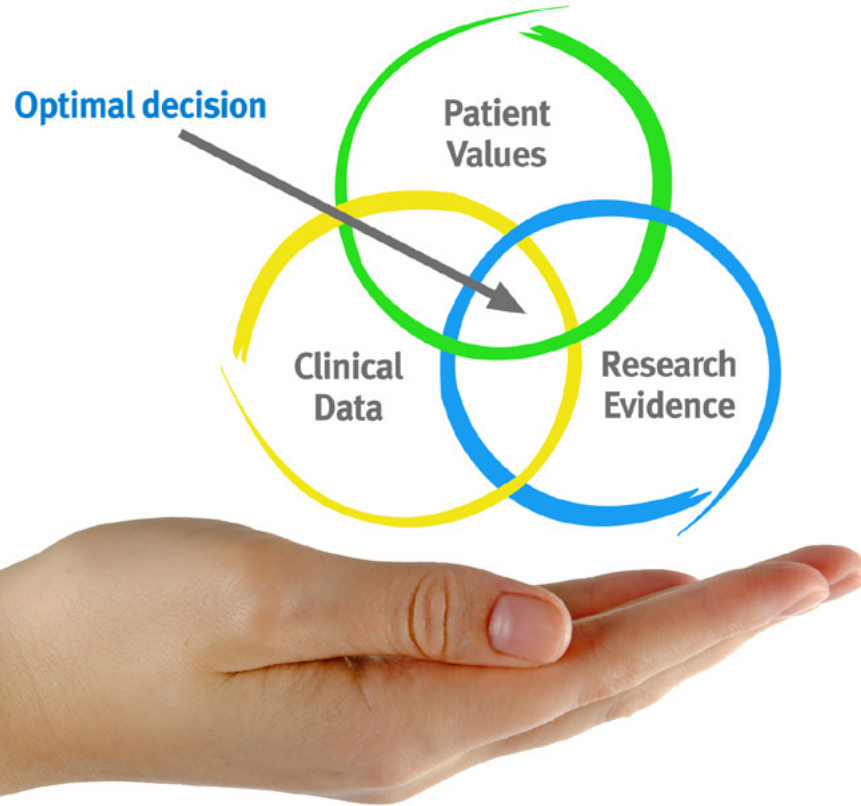 Optimal decision
Patient
Values
Clinical
Data
Research
Evidence